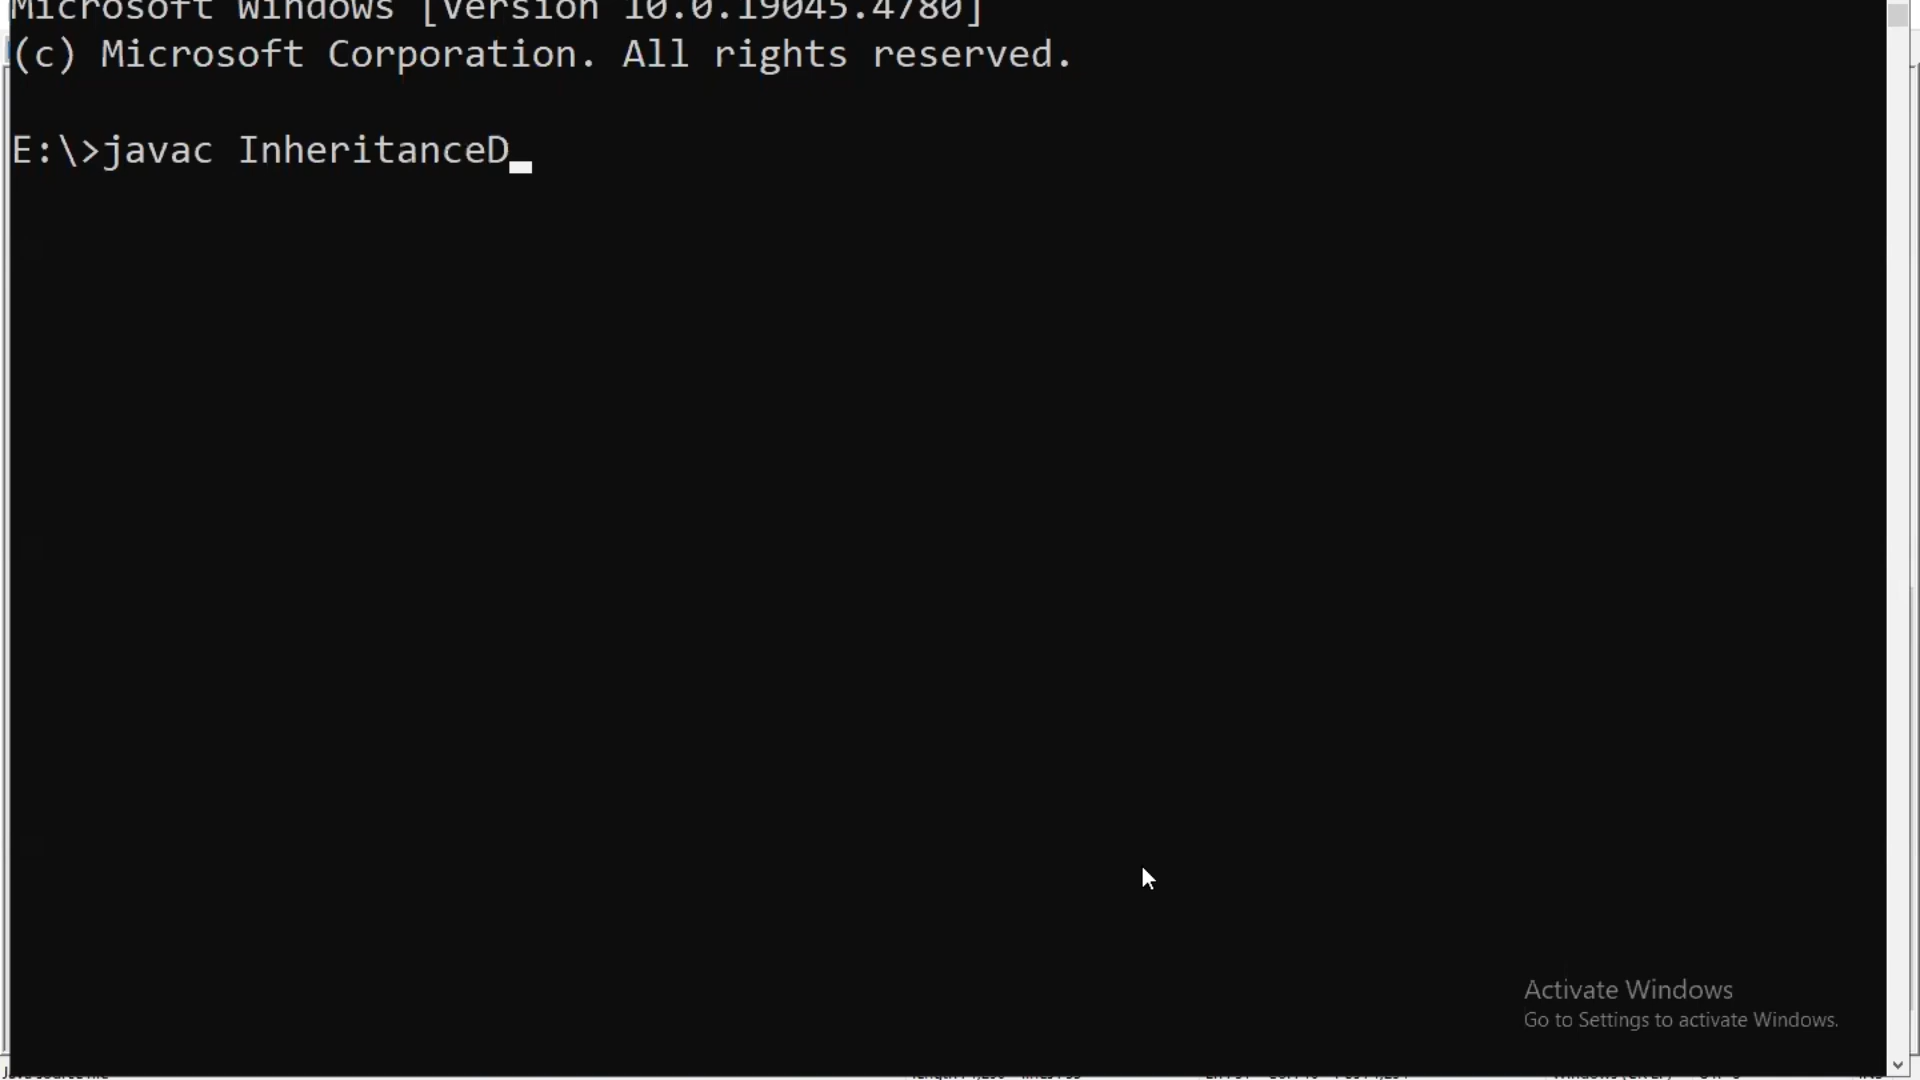 Microsoft Windows [Version 10.0.19045.4780]
(c) Microsoft Corporation. All rights reserved.
E:\>javac InheritanceD
Activate Windows
Go to Settings to activate Windows.